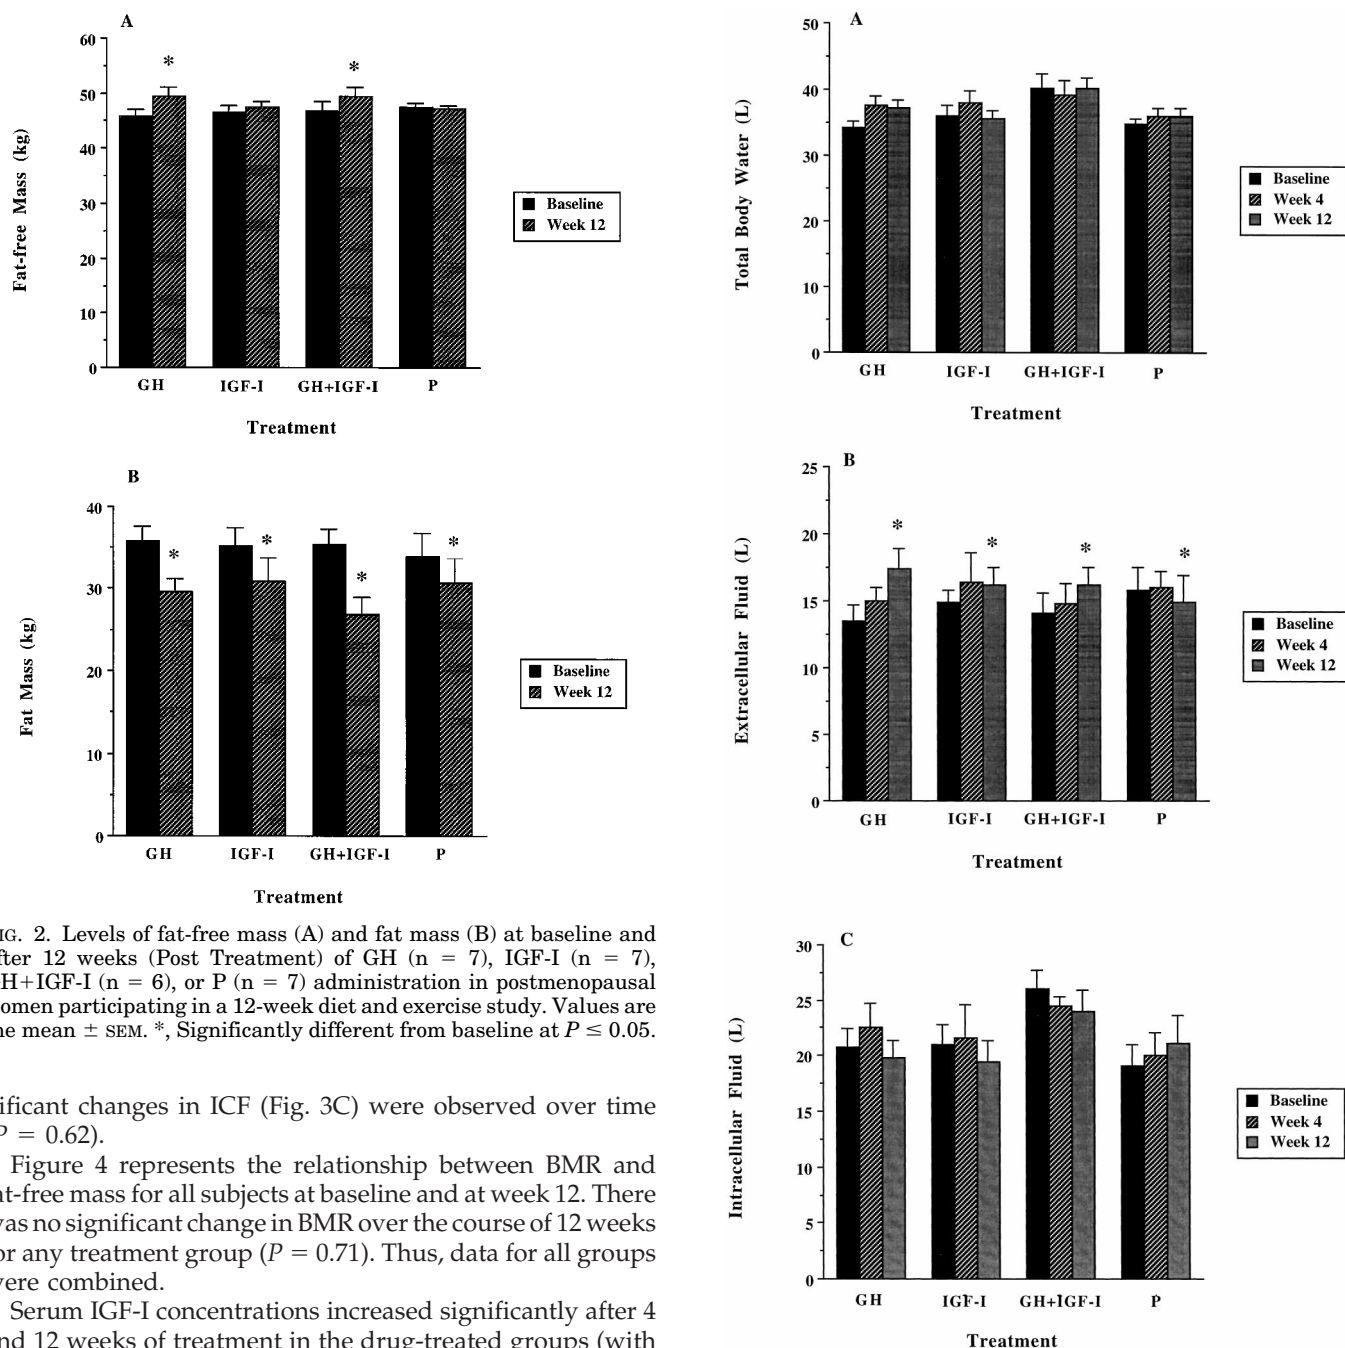 A
60
50
40
30
20
10
0
Fat-free Mass (kg)
*
*
Baseline
Week 12
GH IGF-I GH+IGF-I P
Treatment
B
40
30
20
10
0
Fat Mass (kg)
*
*
*
*
Baseline
Week 12
GH IGF-I GH+IGF-I P
Treatment
IG. 2. Levels of fat-free mass (A) and fat mass (B) at baseline and
fter 12 weeks (Post Treatment) of GH (n = 7), IGF-I (n = 7),
H+IGF-I (n = 6), or P (n = 7) administration in postmenopausal
omen participating in a 12-week diet and exercise study. Values are
he mean ± SEM. *, Significantly different from baseline at P ≤ 0.05.
ificant changes in ICF (Fig. 3C) were observed over time
P = 0.62).
Figure 4 represents the relationship between BMR and
at-free mass for all subjects at baseline and at week 12. There
was no significant change in BMR over the course of 12 weeks
or any treatment group (P = 0.71). Thus, data for all groups
were combined.
Serum IGF-I concentrations increased significantly after 4
nd 12 weeks of treatment in the drug-treated groups (with
A
50
40
30
20
10
0
Total Body Water (L)
Baseline
Week 4
Week 12
GH IGF-I GH+IGF-I P
Treatment
B
25
20
15
10
5
0
Extracellular Fluid (L)
*
*
*
*
Baseline
Week 4
Week 12
GH IGF-I GH+IGF-I P
Treatment
C
30
25
20
15
10
5
0
Intracellular Fluid (L)
Baseline
Week 4
Week 12
GH IGF-I GH+IGF-I P
Treatment